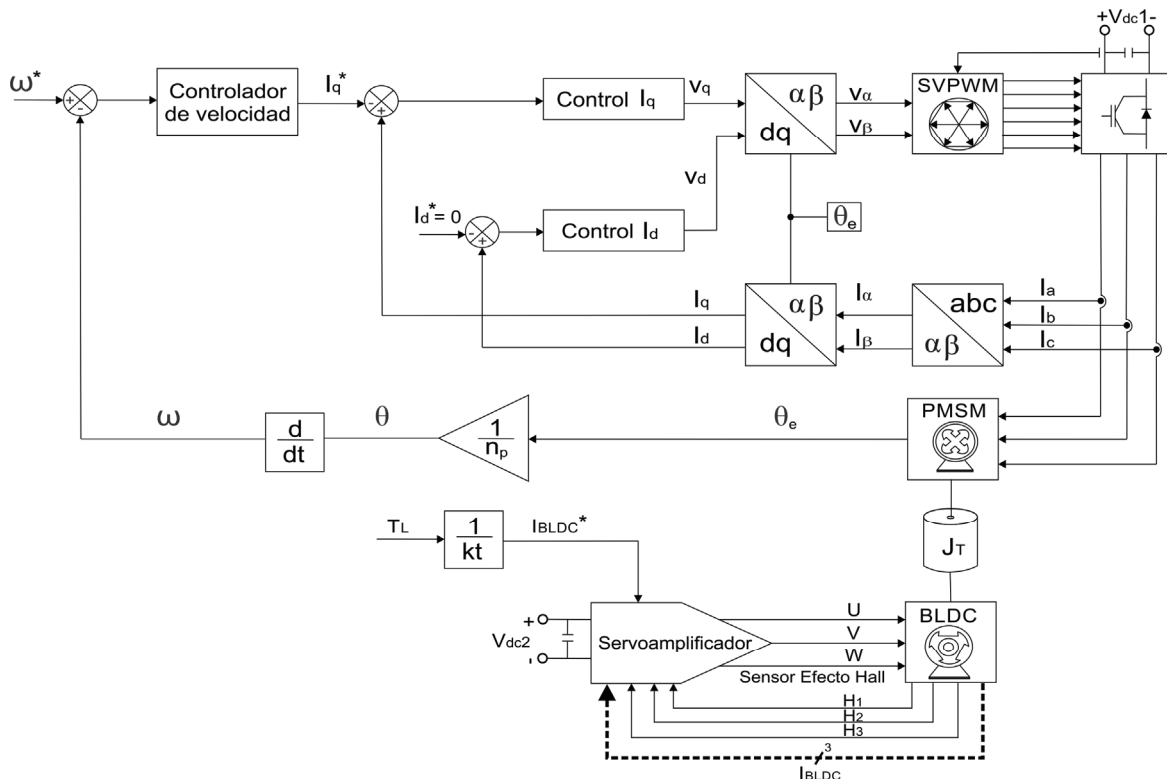 +Vdc1-
ω*
+
-
Controlador
de velocidad
Iq*
-
+
Control Iq
vq
αβ
dq
vα
vβ
SVPWM
vd
Id*= 0
-
+
Control Id
θe
Iq
Id
αβ
dq
Iα
Iβ
abc
αβ
Ia
Ib
Ic
ω
d
dt
θ
1
np
θe
PMSM
TL
1
kt
IBLDC*
JT
Vdc2
+
-
Servoamplificador
U
V
W
BLDC
Sensor Efecto Hall
H1
H2
H3
3
IBLDC